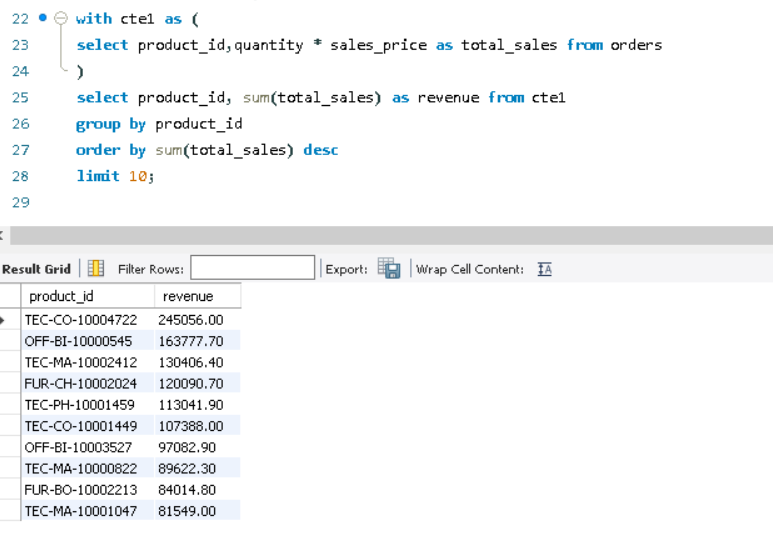 22 with cte1 as (
23 select product_id,quantity * sales_price as total_sales from orders
24 )
25 select product_id, sum(total_sales) as revenue from cte1
26 group by product_id
27 order by sum(total_sales) desc
28 limit 10;
29
Result Grid Filter Rows: Export: Wrap Cell Content: IA
product_id revenue
TEC-CO-10004722 245056.00
OFF-BI-10000545 163777.70
TEC-MA-10002412 130406.40
FUR-CH-10002024 120090.70
TEC-PH-10001459 113041.90
TEC-CO-10001449 107388.00
OFF-BI-10003527 97082.90
TEC-MA-10000822 89622.30
FUR-BO-10002213 84014.80
TEC-MA-10001047 81549.00